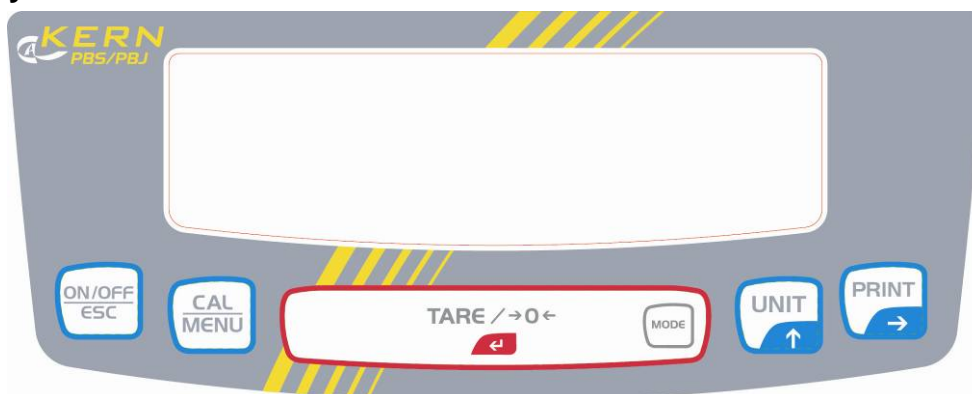 KERN
PBS/PBJ
ON/OFF
ESC
CAL
MENU
TARE /→0←
MODE
UNIT
PRINT